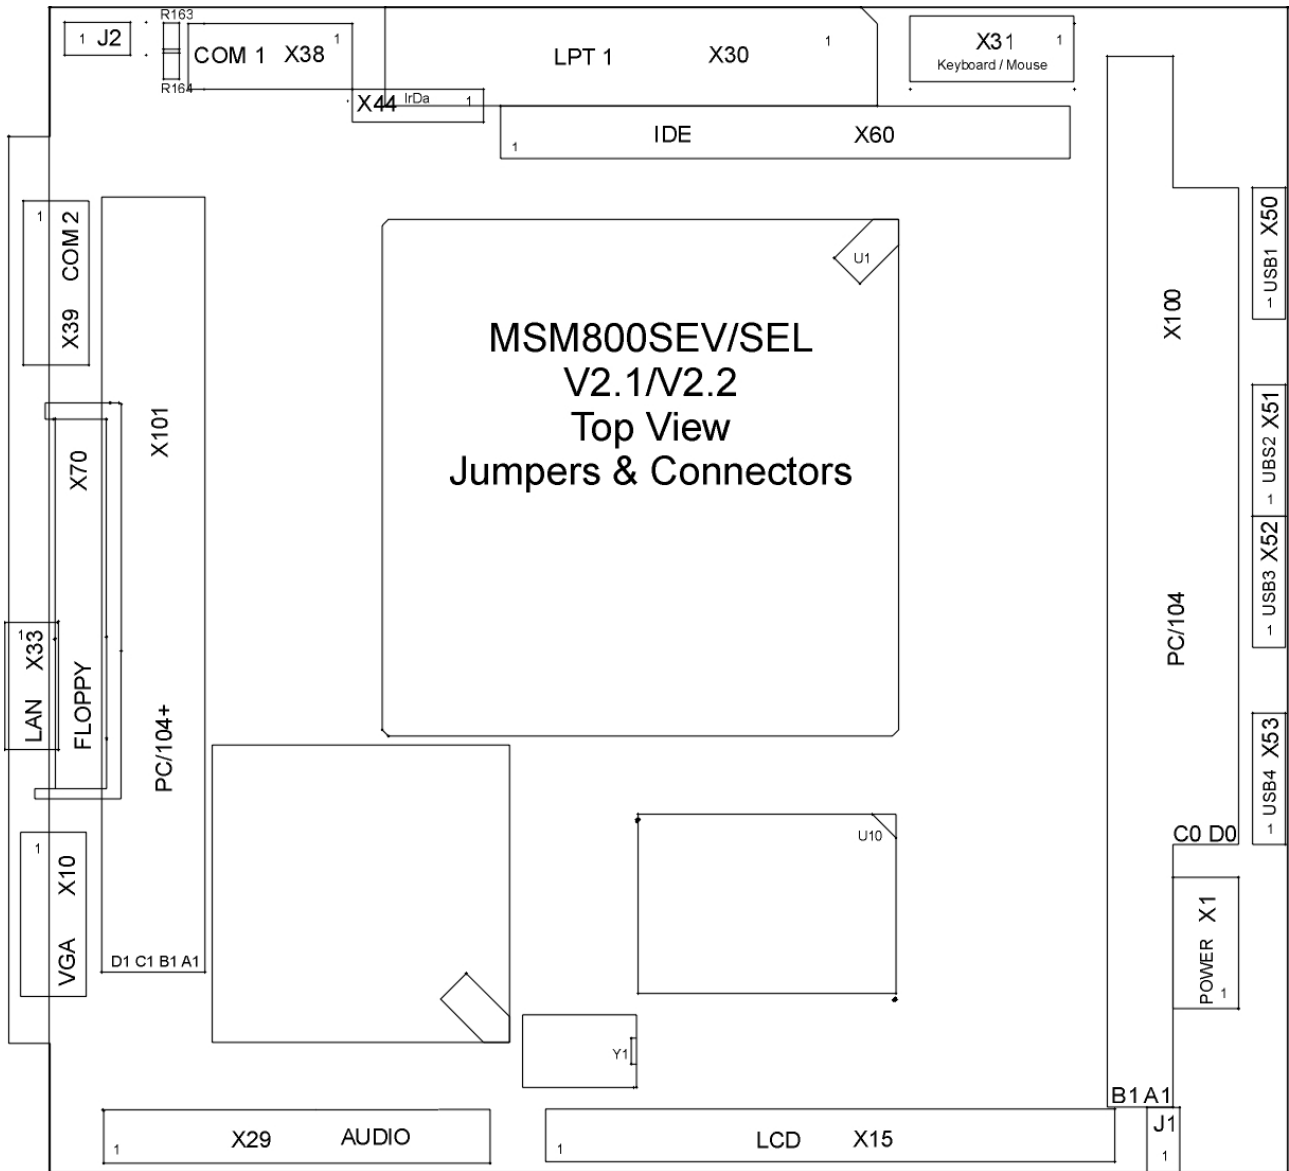 R163
1 J2
COM 1 X38 1
R164
LPT 1 X30 1
X31 1
Keyboard / Mouse
X44 IrDa 1
1 IDE X60
1 X39 COM 2
X101
PC/104+
D1 C1 B1 A1
X70
FLOPPY
1 LAN X33
1 VGA X10
U1
MSM800SEV/SEL
V2.1/V2.2
Top View
Jumpers & Connectors
X100
PC/104
1 USB1 X50
1 UBS2 X51
1 USB3 X52
1 USB4 X53
C0 D0
POWER X1
1
U10
Y1
B1 A1
J1
1
1 X29 AUDIO
1 LCD X15